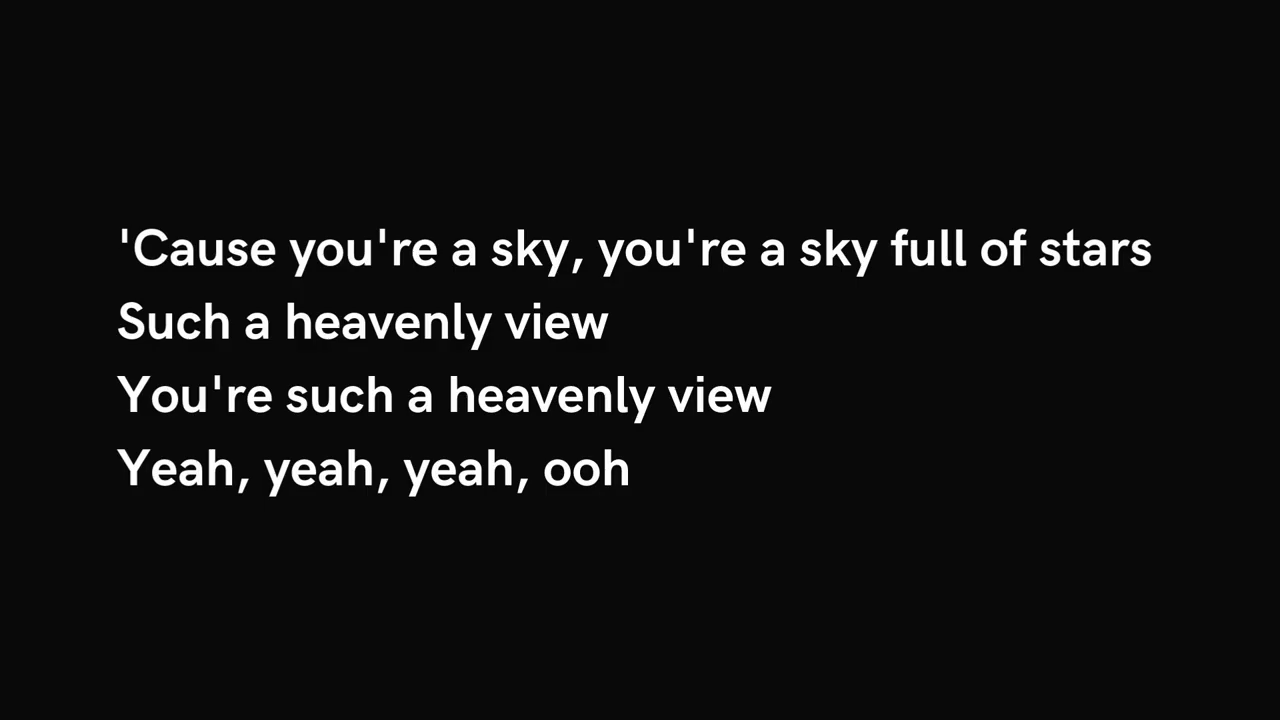 'Cause you're a sky, you're a sky full of stars
Such a heavenly view
You're such a heavenly view
Yeah, yeah, yeah, ooh